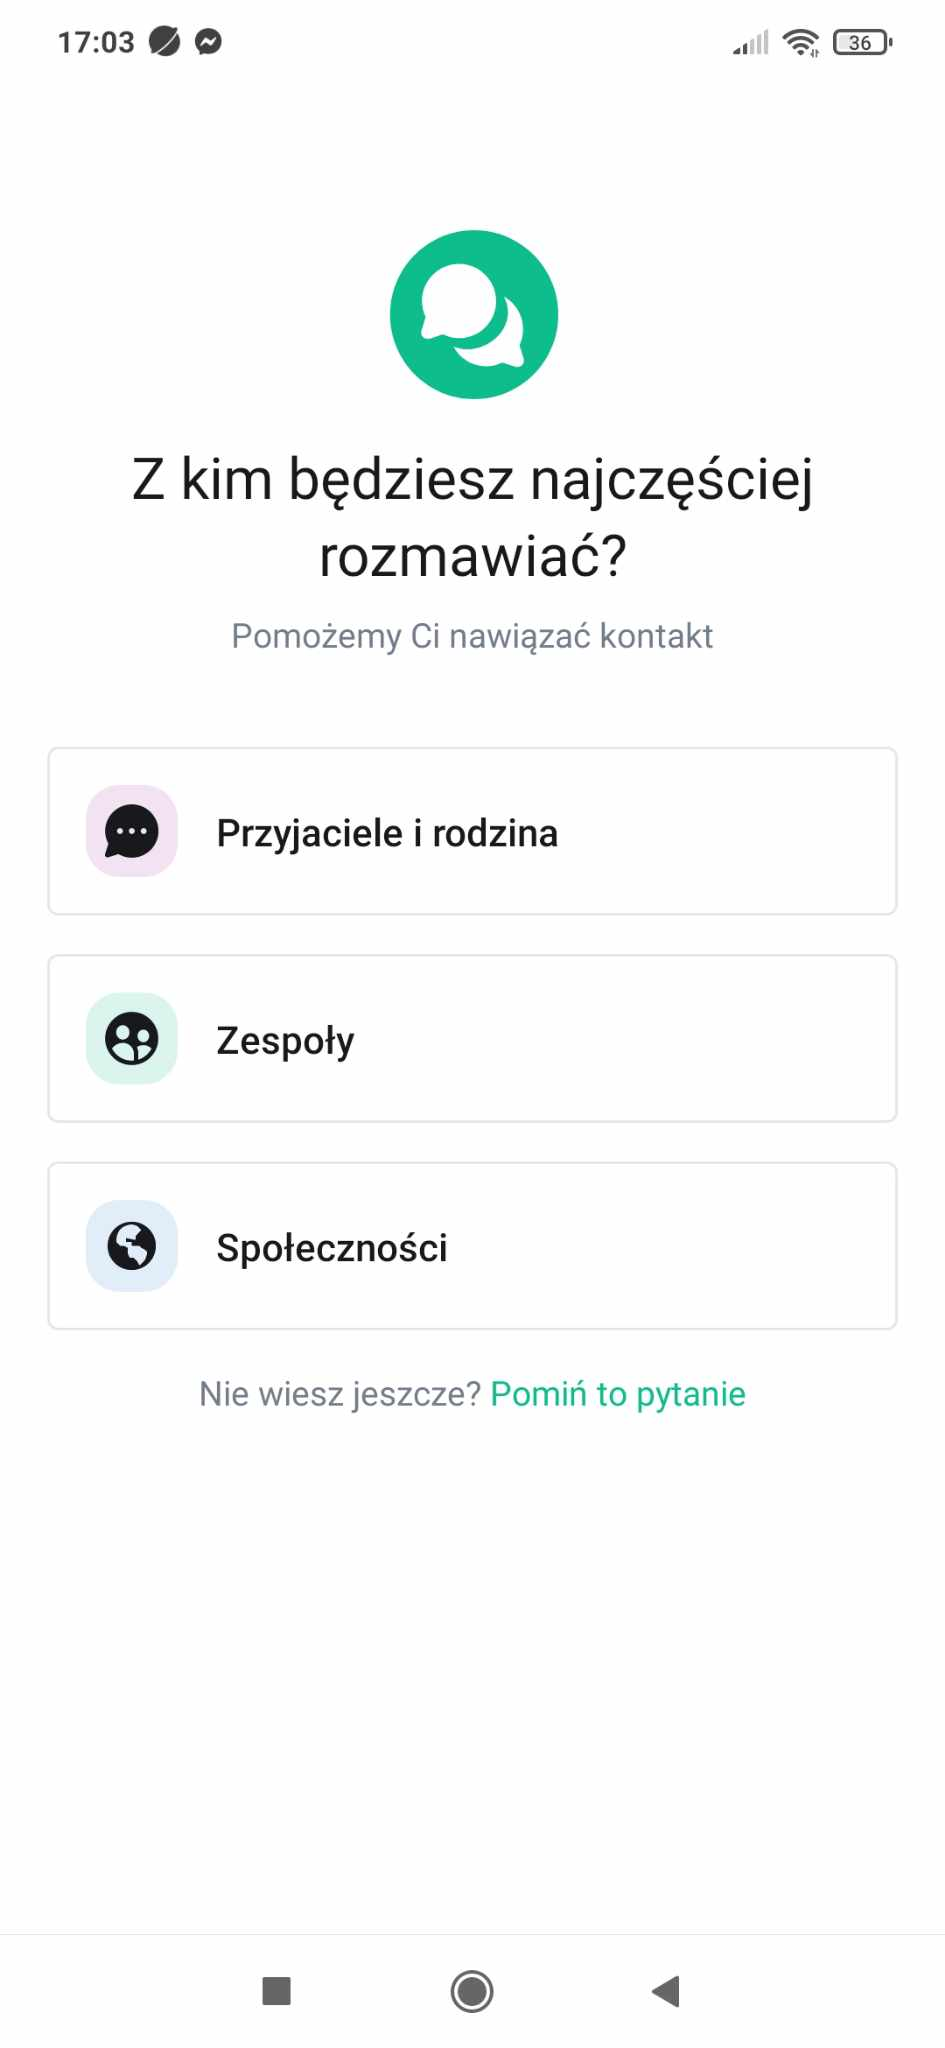 17:03
36
Z kim będziesz najczęściej
rozmawiać?
Pomożemy Ci nawiązać kontakt
Przyjaciele i rodzina
Zespoły
Społeczności
Nie wiesz jeszcze? Pomiń to pytanie